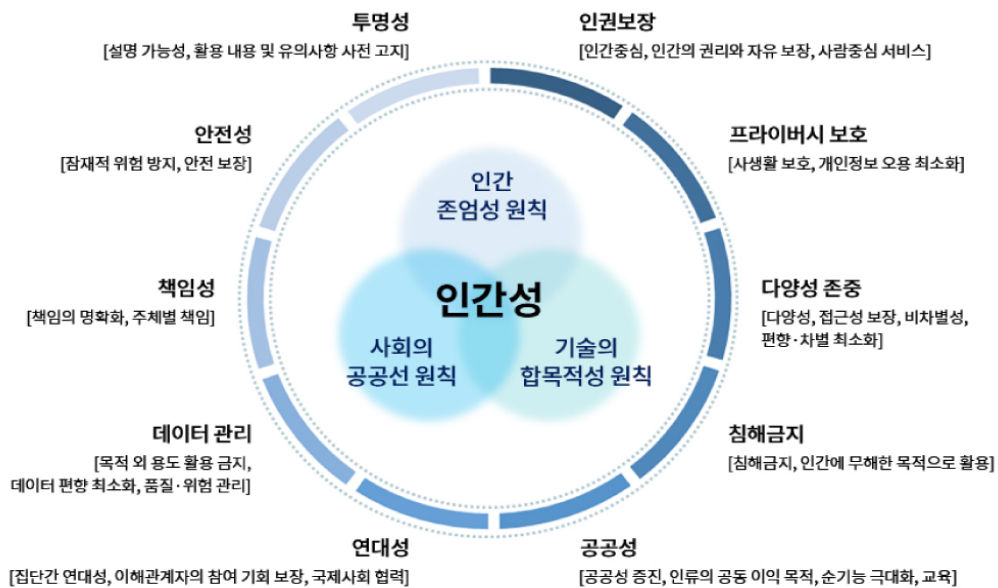 투명성
[설명 가능성, 활용 내용 및 유의사항 사전 고지]
인권보장
[인간중심, 인간의 권리와 자유 보장, 사람중심 서비스]
안전성
[잠재적 위험 방지, 안전 보장]
프라이버시 보호
[사생활 보호, 개인정보 오용 최소화]
인간
존엄성 원칙
인간성
사회의
공공선 원칙
기술의
합목적성 원칙
책임성
[책임의 명확화, 주체별 책임]
다양성 존중
[다양성, 접근성 보장, 비차별성,
편향·차별 최소화]
데이터 관리
[목적 외 용도 활용 금지,
데이터 편향 최소화, 품질·위험 관리]
침해금지
[침해금지, 인간에 무해한 목적으로 활용]
연대성
[집단간 연대성, 이해관계자의 참여 기회 보장, 국제사회 협력]
공공성
[공공성 증진, 인류의 공동 이익 목적, 순기능 극대화, 교육]